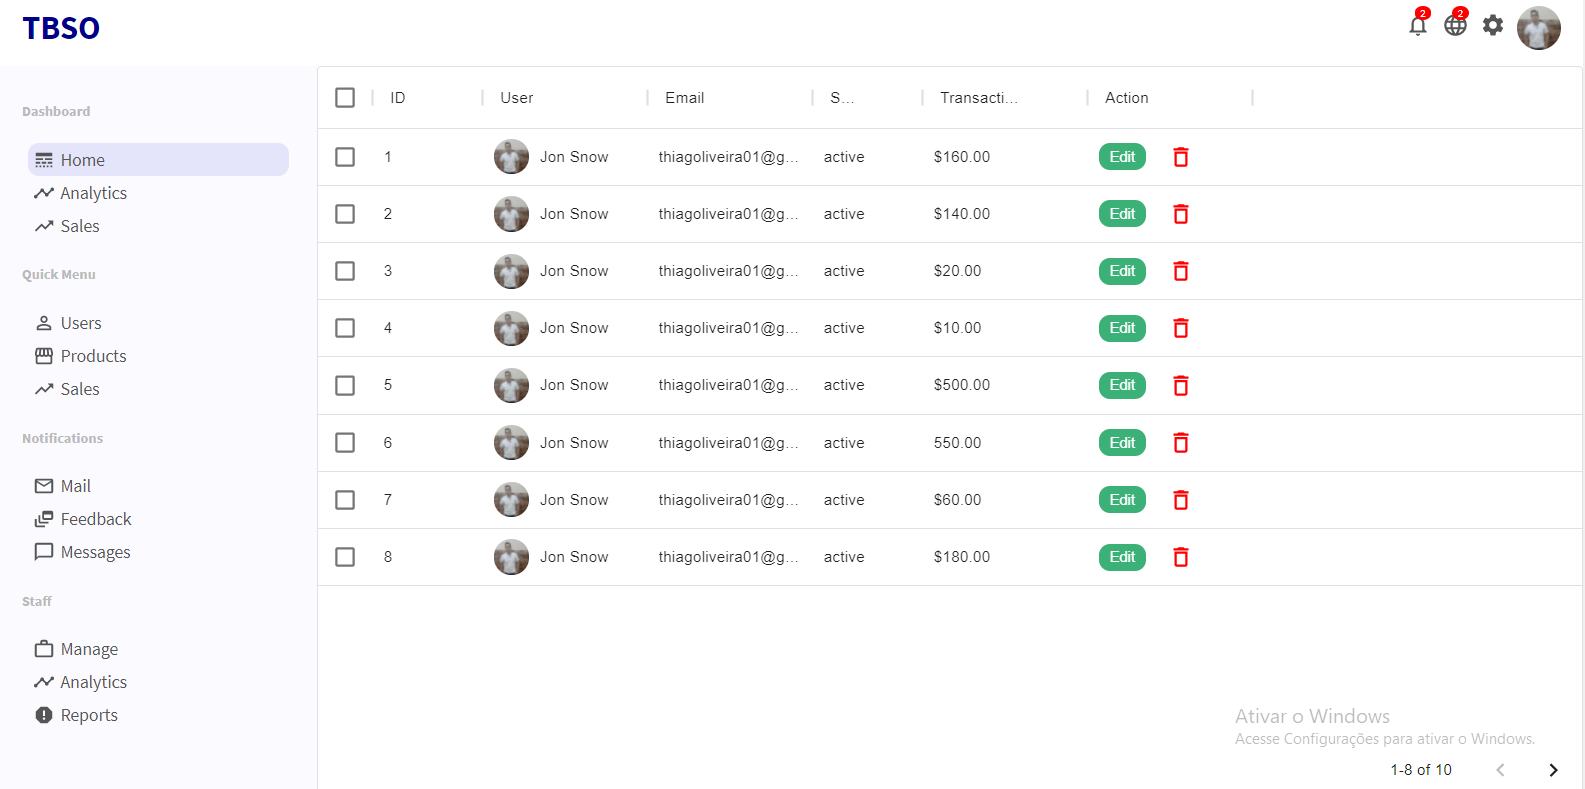 TBSO
2
2
Dashboard
Home
Analytics
Sales
Quick Menu
Users
Products
Sales
Notifications
Mail
Feedback
Messages
Staff
Manage
Analytics
Reports
ID User Email S... Transacti... Action
1 Jon Snow thiagoliveira01@g... active $160.00 Edit
2 Jon Snow thiagoliveira01@g... active $140.00 Edit
3 Jon Snow thiagoliveira01@g... active $20.00 Edit
4 Jon Snow thiagoliveira01@g... active $10.00 Edit
5 Jon Snow thiagoliveira01@g... active $500.00 Edit
6 Jon Snow thiagoliveira01@g... active 550.00 Edit
7 Jon Snow thiagoliveira01@g... active $60.00 Edit
8 Jon Snow thiagoliveira01@g... active $180.00 Edit
Ativar o Windows
Acesse Configurações para ativar o Windows.
1-8 of 10